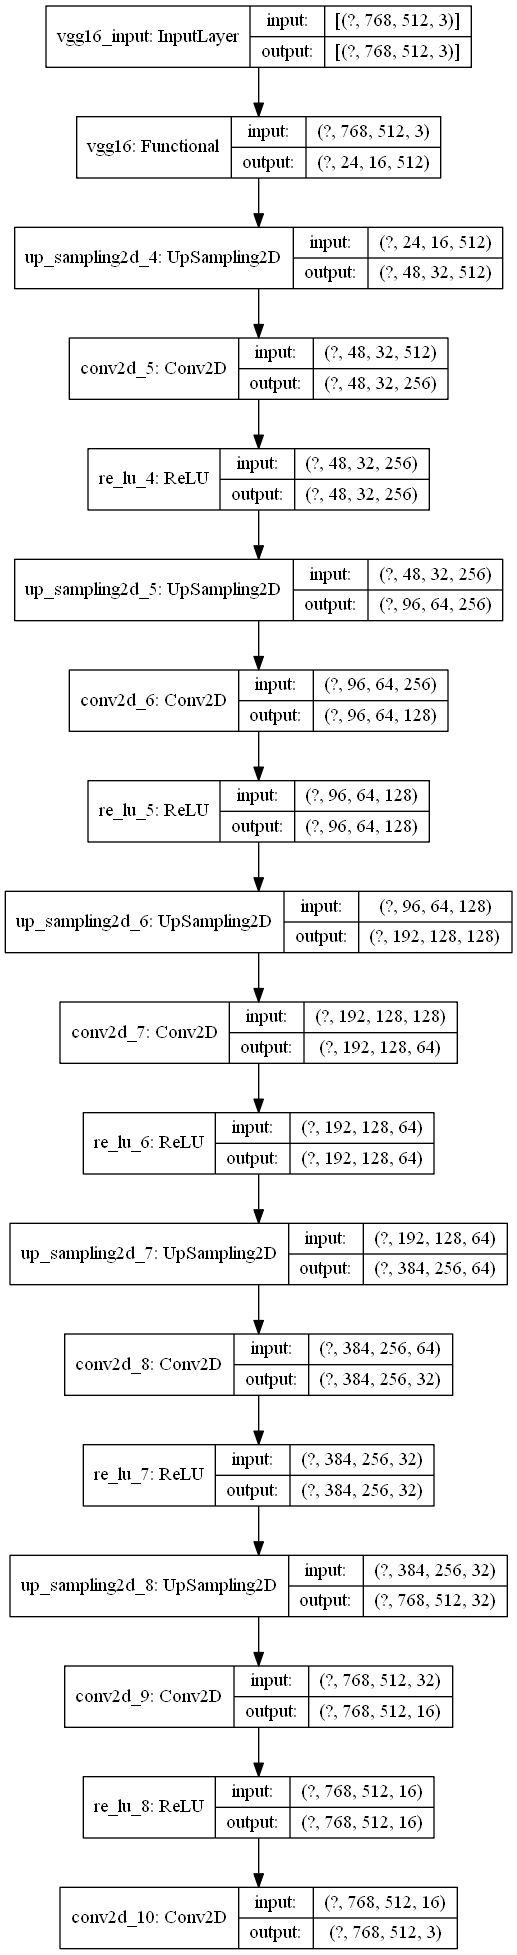 vgg16_input: InputLayer
input: [(?, 768, 512, 3)]
output: [(?, 768, 512, 3)]
vgg16: Functional
input: (?, 768, 512, 3)
output: (?, 24, 16, 512)
up_sampling2d_4: UpSampling2D
input: (?, 24, 16, 512)
output: (?, 48, 32, 512)
conv2d_5: Conv2D
input: (?, 48, 32, 512)
output: (?, 48, 32, 256)
re_lu_4: ReLU
input: (?, 48, 32, 256)
output: (?, 48, 32, 256)
up_sampling2d_5: UpSampling2D
input: (?, 48, 32, 256)
output: (?, 96, 64, 256)
conv2d_6: Conv2D
input: (?, 96, 64, 256)
output: (?, 96, 64, 128)
re_lu_5: ReLU
input: (?, 96, 64, 128)
output: (?, 96, 64, 128)
up_sampling2d_6: UpSampling2D
input: (?, 96, 64, 128)
output: (?, 192, 128, 128)
conv2d_7: Conv2D
input: (?, 192, 128, 128)
output: (?, 192, 128, 64)
re_lu_6: ReLU
input: (?, 192, 128, 64)
output: (?, 192, 128, 64)
up_sampling2d_7: UpSampling2D
input: (?, 192, 128, 64)
output: (?, 384, 256, 64)
conv2d_8: Conv2D
input: (?, 384, 256, 64)
output: (?, 384, 256, 32)
re_lu_7: ReLU
input: (?, 384, 256, 32)
output: (?, 384, 256, 32)
up_sampling2d_8: UpSampling2D
input: (?, 384, 256, 32)
output: (?, 768, 512, 32)
conv2d_9: Conv2D
input: (?, 768, 512, 32)
output: (?, 768, 512, 16)
re_lu_8: ReLU
input: (?, 768, 512, 16)
output: (?, 768, 512, 16)
conv2d_10: Conv2D
input: (?, 768, 512, 16)
output: (?, 768, 512, 3)